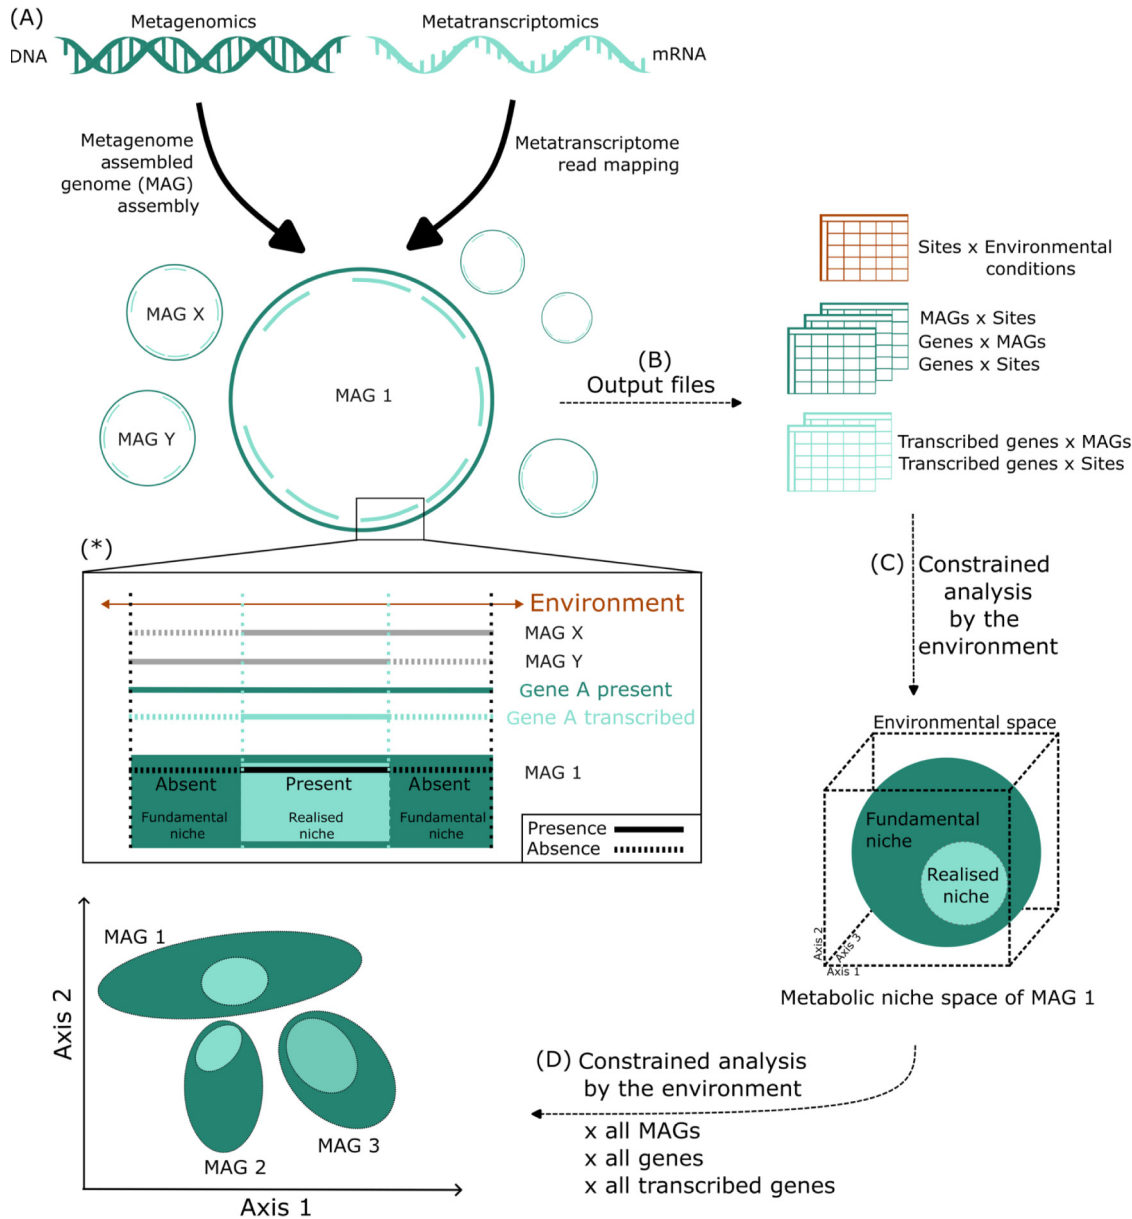 (A)
Metagenomics
Metatranscriptomics
DNA
mRNA
Metagenome
assembled
genome (MAG)
assembly
Metatranscriptome
read mapping
MAG X
MAG Y
MAG 1
(B)
Output files
Sites x Environmental
conditions
MAGs x Sites
Genes x MAGs
Genes x Sites
Transcribed genes x MAGs
Transcribed genes x Sites
(*)
Environment
MAG X
MAG Y
Gene A present
Gene A transcribed
MAG 1
Absent
Present
Absent
Fundamental
niche
Realised
niche
Fundamental
niche
Presence
Absence
(C)
Constrained
analysis
by the
environment
Environmental space
Fundamental
niche
Realised
niche
Axis 2
Axis 3
Axis 1
Metabolic niche space of MAG 1
(D)
Constrained analysis
by the environment
x all MAGs
x all genes
x all transcribed genes
MAG 1
MAG 2
MAG 3
Axis 2
Axis 1